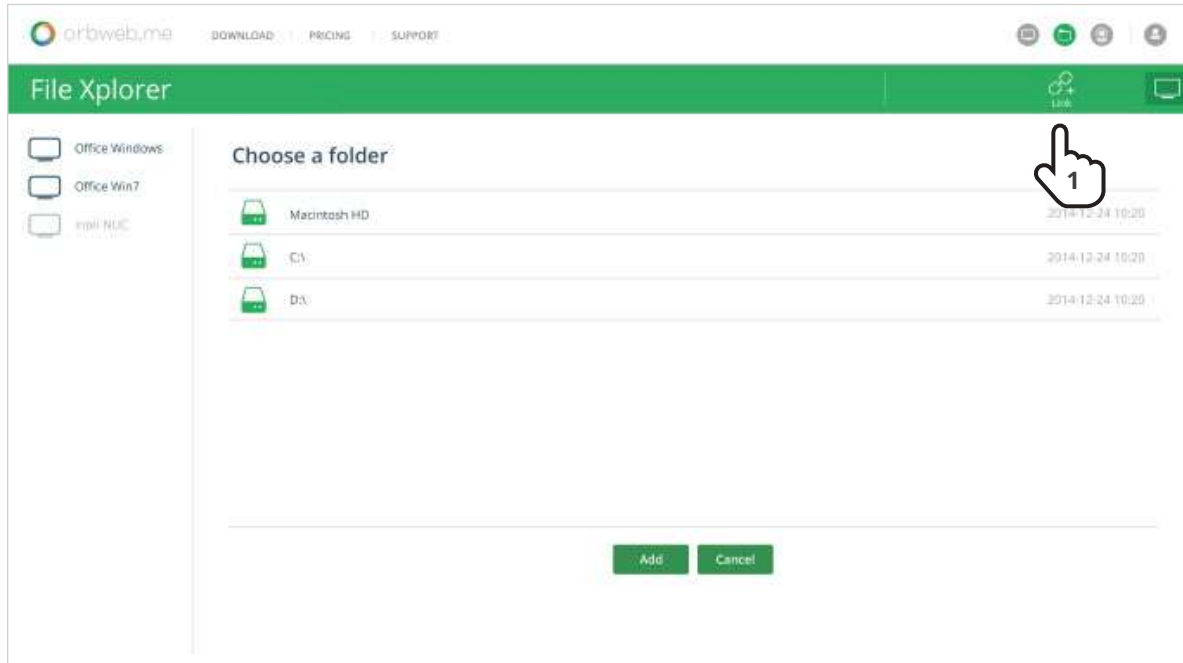 orbweb.me DOWNLOAD PRICING SUPPORT
File Xplorer
Link
1
Office Windows
Office Win7
Intel NUC
Choose a folder
Macintosh HD 2014-12-24 10:20
C:\ 2014-12-24 10:20
D:\ 2014-12-24 10:20
Add Cancel